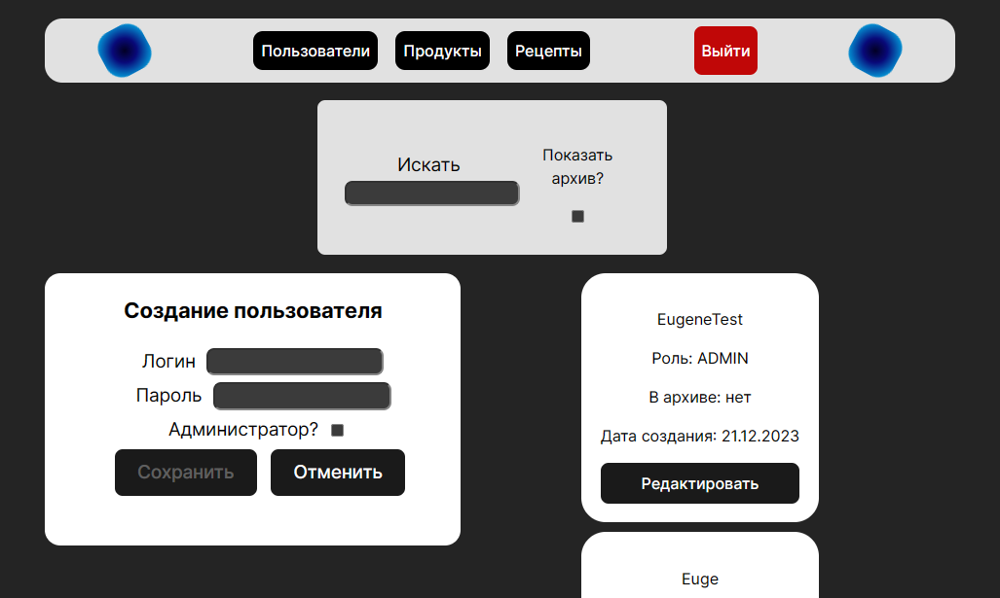 Пользователи
Продукты
Рецепты
Выйти
Искать
Показать
архив?
Создание пользователя
Логин
Пароль
Администратор?
Сохранить
Отменить
EugeneTest
Роль: ADMIN
В архиве: нет
Дата создания: 21.12.2023
Редактировать
Euge